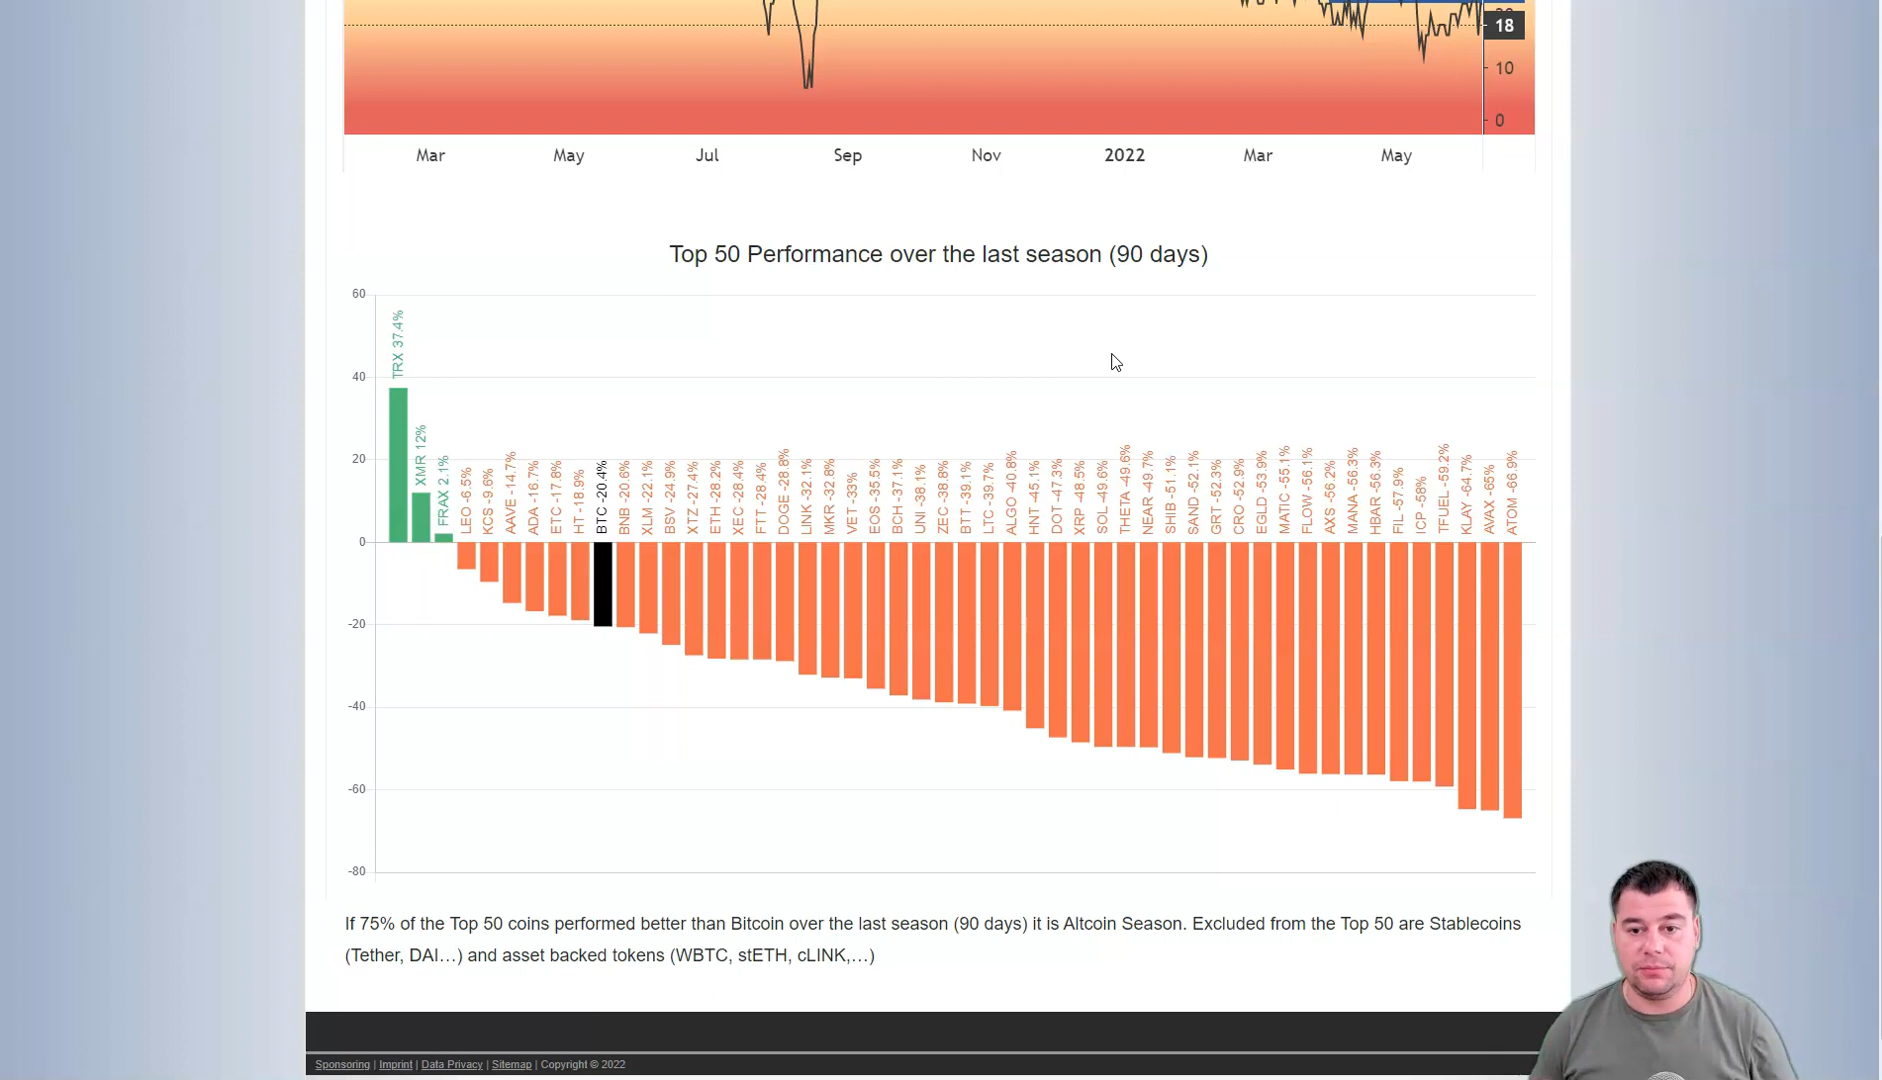 18
10
0
Mar May Jul Sep Nov 2022 Mar May
Top 50 Performance over the last season (90 days)
60
40
20
0
-20
-40
-60
-80
TRX 37.4%
XMR 12%
FRAX 2.1%
LEO -6.5%
KCS -9.6%
AAVE -14.7%
ADA -16.7%
ETC -17.8%
HT -18.9%
BTC -20.4%
BNB -20.6%
XLM -22.1%
BSV -24.9%
XTZ -27.4%
ETH -28.2%
XEC -28.4%
FTT -28.4%
DOGE -28.8%
LINK -32.1%
MKR -32.8%
VET -33%
EOS -35.5%
BCH -37.1%
UNI -38.1%
ZEC -38.8%
BTT -39.1%
LTC -39.7%
ALGO -40.8%
HNT -45.1%
DOT -47.3%
XRP -48.5%
SOL -49.6%
THETA -49.6%
NEAR -49.7%
SHIB -51.1%
SAND -52.1%
GRT -52.3%
CRO -52.9%
EGLD -53.9%
MATIC -55.1%
FLOW -56.1%
AXS -56.2%
MANA -56.3%
HBAR -56.3%
FIL -57.9%
ICP -58%
TFUEL -59.2%
KLAY -64.7%
AVAX -65%
ATOM -66.9%
If 75% of the Top 50 coins performed better than Bitcoin over the last season (90 days) it is Altcoin Season. Excluded from the Top 50 are Stablecoins
(Tether, DAI...) and asset backed tokens (WBTC, stETH, cLINK,...)
Sponsoring | Imprint | Data Privacy | Sitemap | Copyright © 2022